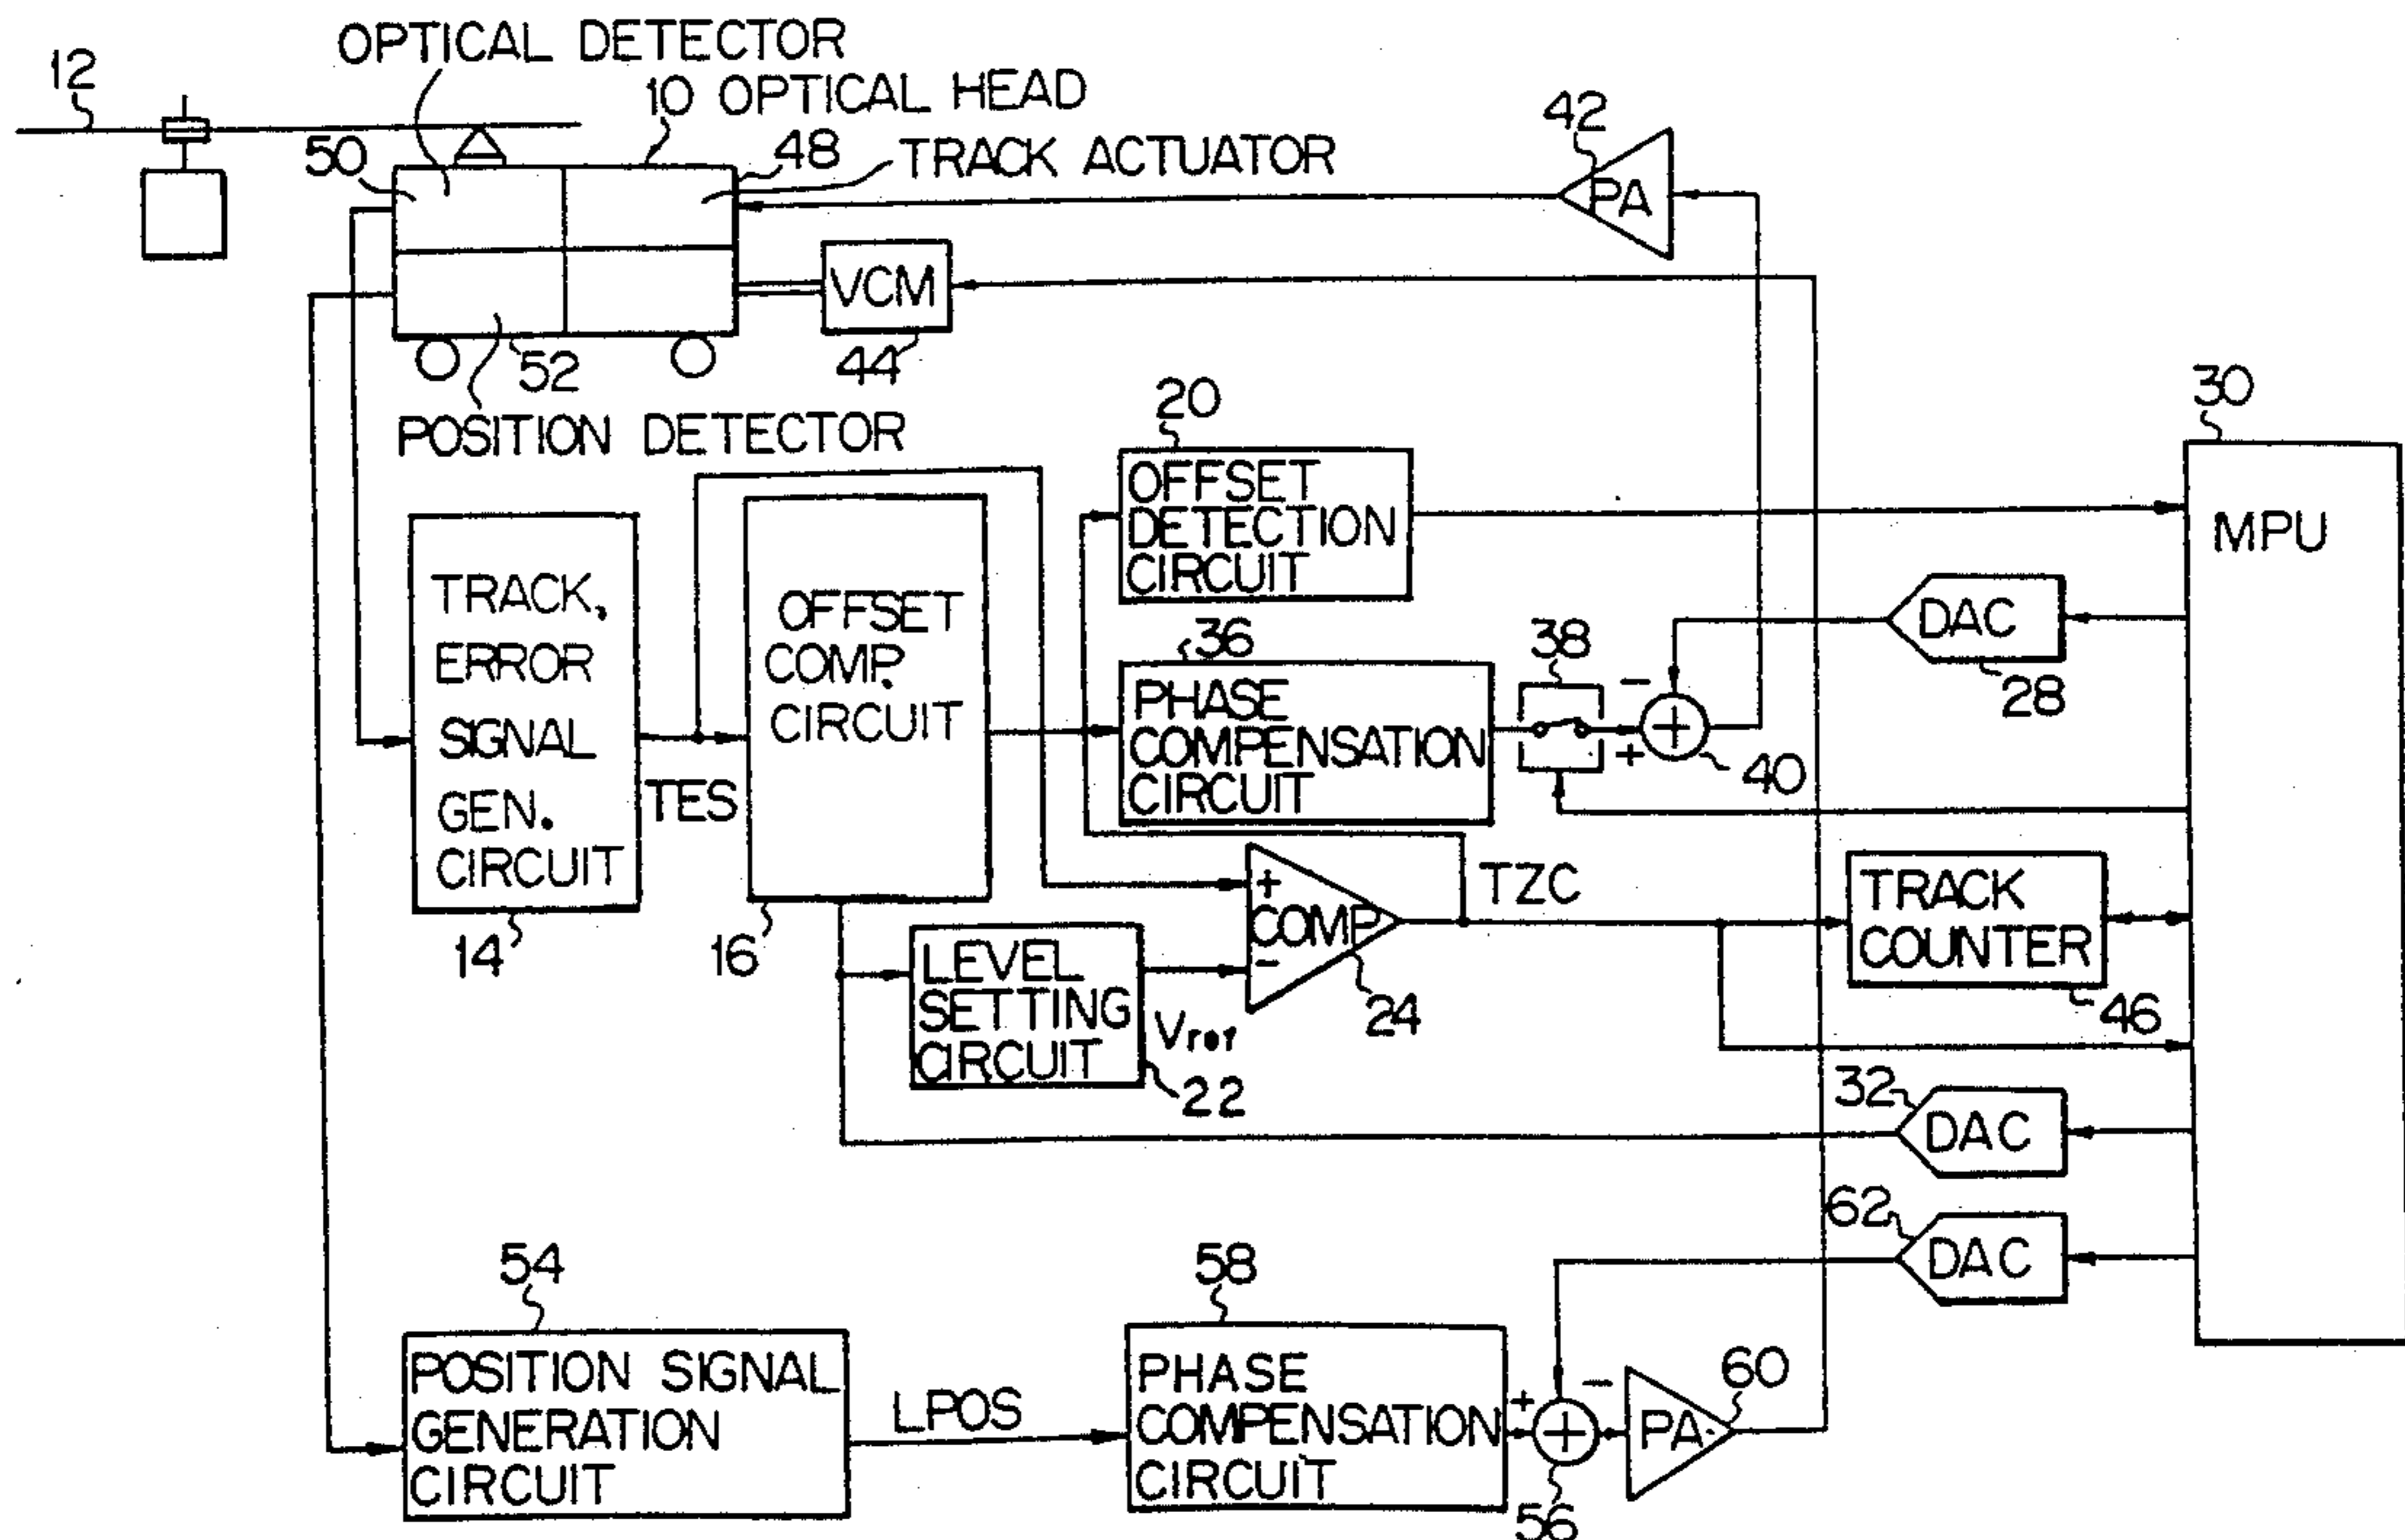 OPTICAL DETECTOR
12
10 OPTICAL HEAD
42
50
48
TRACK ACTUATOR
PA
VCM
52
44
POSITION DETECTOR
20
30
OFFSET
DETECTION
CIRCUIT
MPU
TRACK,
ERROR
SIGNAL
GEN.
CIRCUIT
OFFSET
COMP.
CIRCUIT
DAC
28
36
38
PHASE
COMPENSATION
CIRCUIT
-
+
+
40
TES
14
16
+
COMP
-
24
TZC
TRACK
COUNTER
46
LEVEL
SETTING
CIRCUIT
Vref
22
32
DAC
62
DAC
54
POSITION SIGNAL
GENERATION
CIRCUIT
LPOS
58
PHASE
COMPENSATION
CIRCUIT
+
-
+
56
PA
60